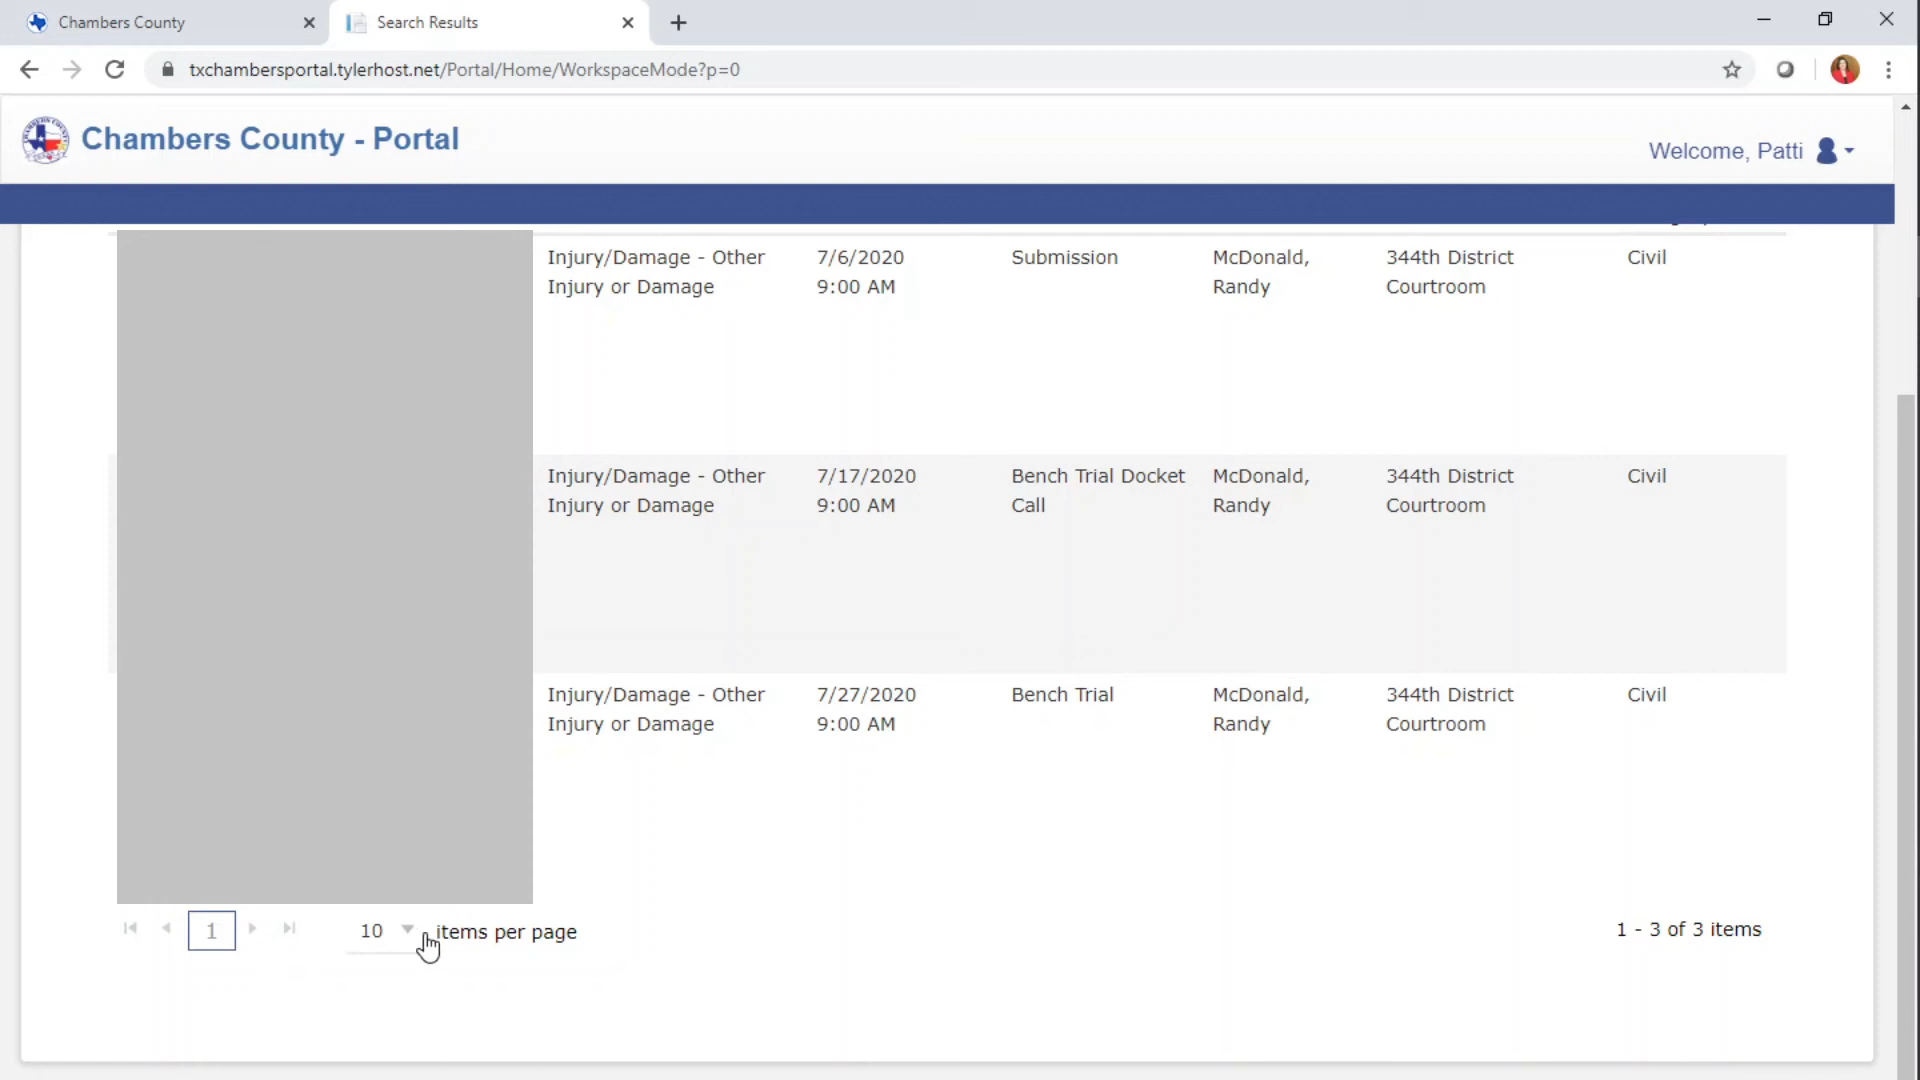 Chambers County
Search Results
txchambersportal.tylerhost.net/Portal/Home/WorkspaceMode?p=0
Chambers County - Portal
Welcome, Patti
Injury/Damage - Other 7/6/2020 Submission McDonald, 344th District Civil
Injury or Damage 9:00 AM Randy Courtroom
Injury/Damage - Other 7/17/2020 Bench Trial Docket McDonald, 344th District Civil
Injury or Damage 9:00 AM Call Randy Courtroom
Injury/Damage - Other 7/27/2020 Bench Trial McDonald, 344th District Civil
Injury or Damage 9:00 AM Randy Courtroom
1 10 items per page 1 - 3 of 3 items